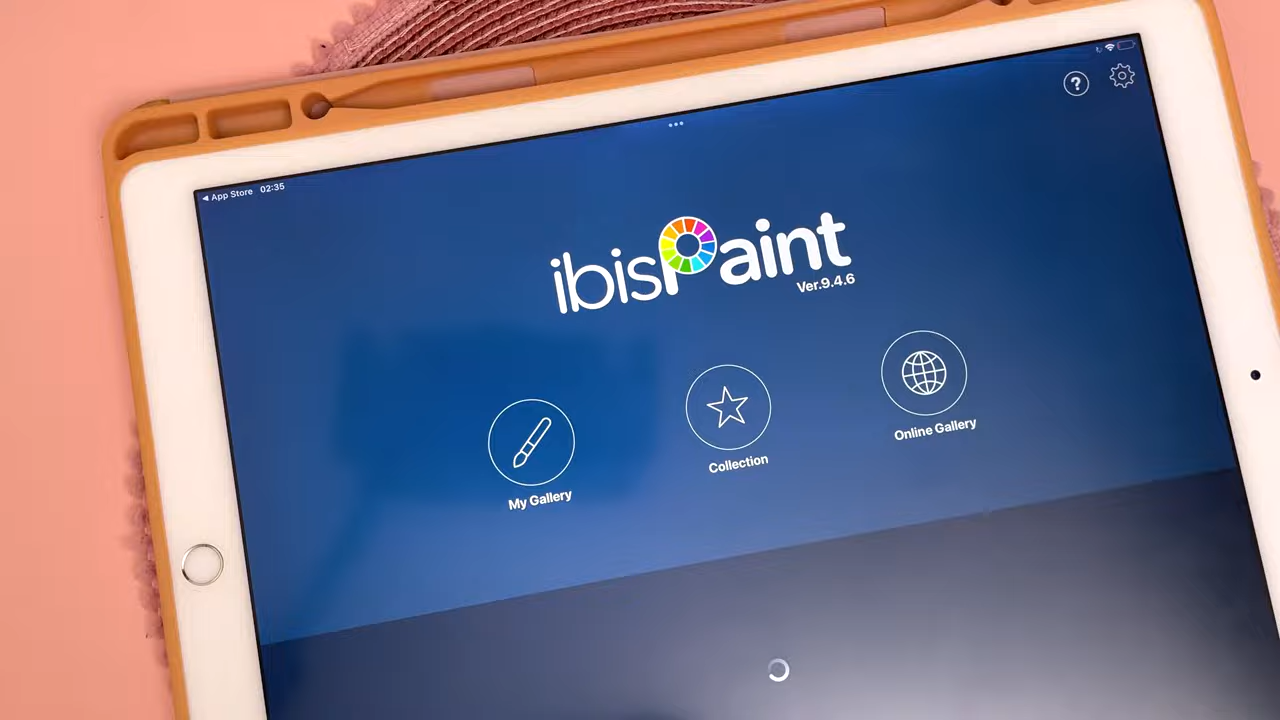 ◀ App Store 02:35
?
ibisPaint
Ver.9.4.6
My Gallery
Collection
Online Gallery